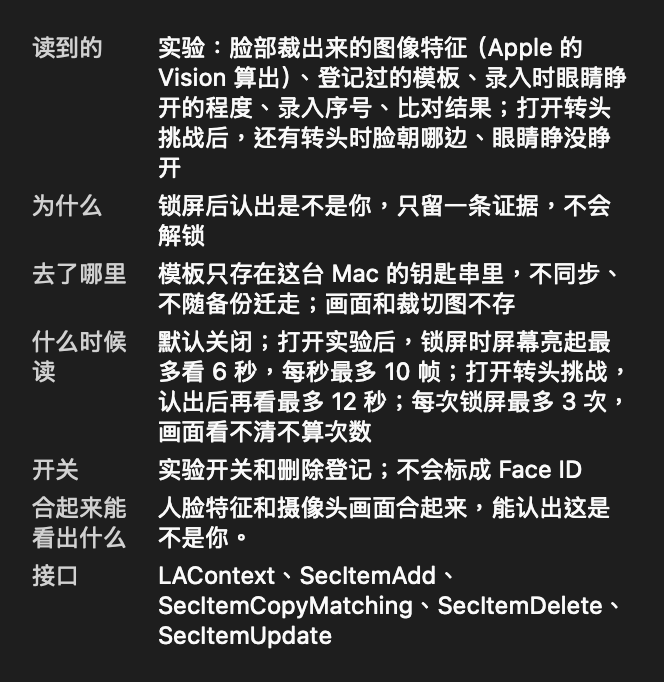 读到的
实验：脸部裁出来的图像特征（Apple 的
Vision 算出）、登记过的模板、录入时眼睛睁
开的程度、录入序号、比对结果；打开转头
挑战后，还有转头时脸朝哪边、眼睛睁没睁
开
为什么
锁屏后认出是不是你，只留一条证据，不会
解锁
去了哪里
模板只存在这台 Mac 的钥匙串里，不同步、
不随备份迁走；画面和裁切图不存
什么时候
读
默认关闭；打开实验后，锁屏时屏幕亮起最
多看 6 秒，每秒最多 10 帧；打开转头挑战，
认出后再看最多 12 秒；每次锁屏最多 3 次，
画面看不清不算次数
开关
实验开关和删除登记；不会标成 Face ID
合起来能
看出什么
人脸特征和摄像头画面合起来，能认出这是
不是你。
接口
LAContext、SecItemAdd、
SecItemCopyMatching、SecItemDelete、
SecItemUpdate